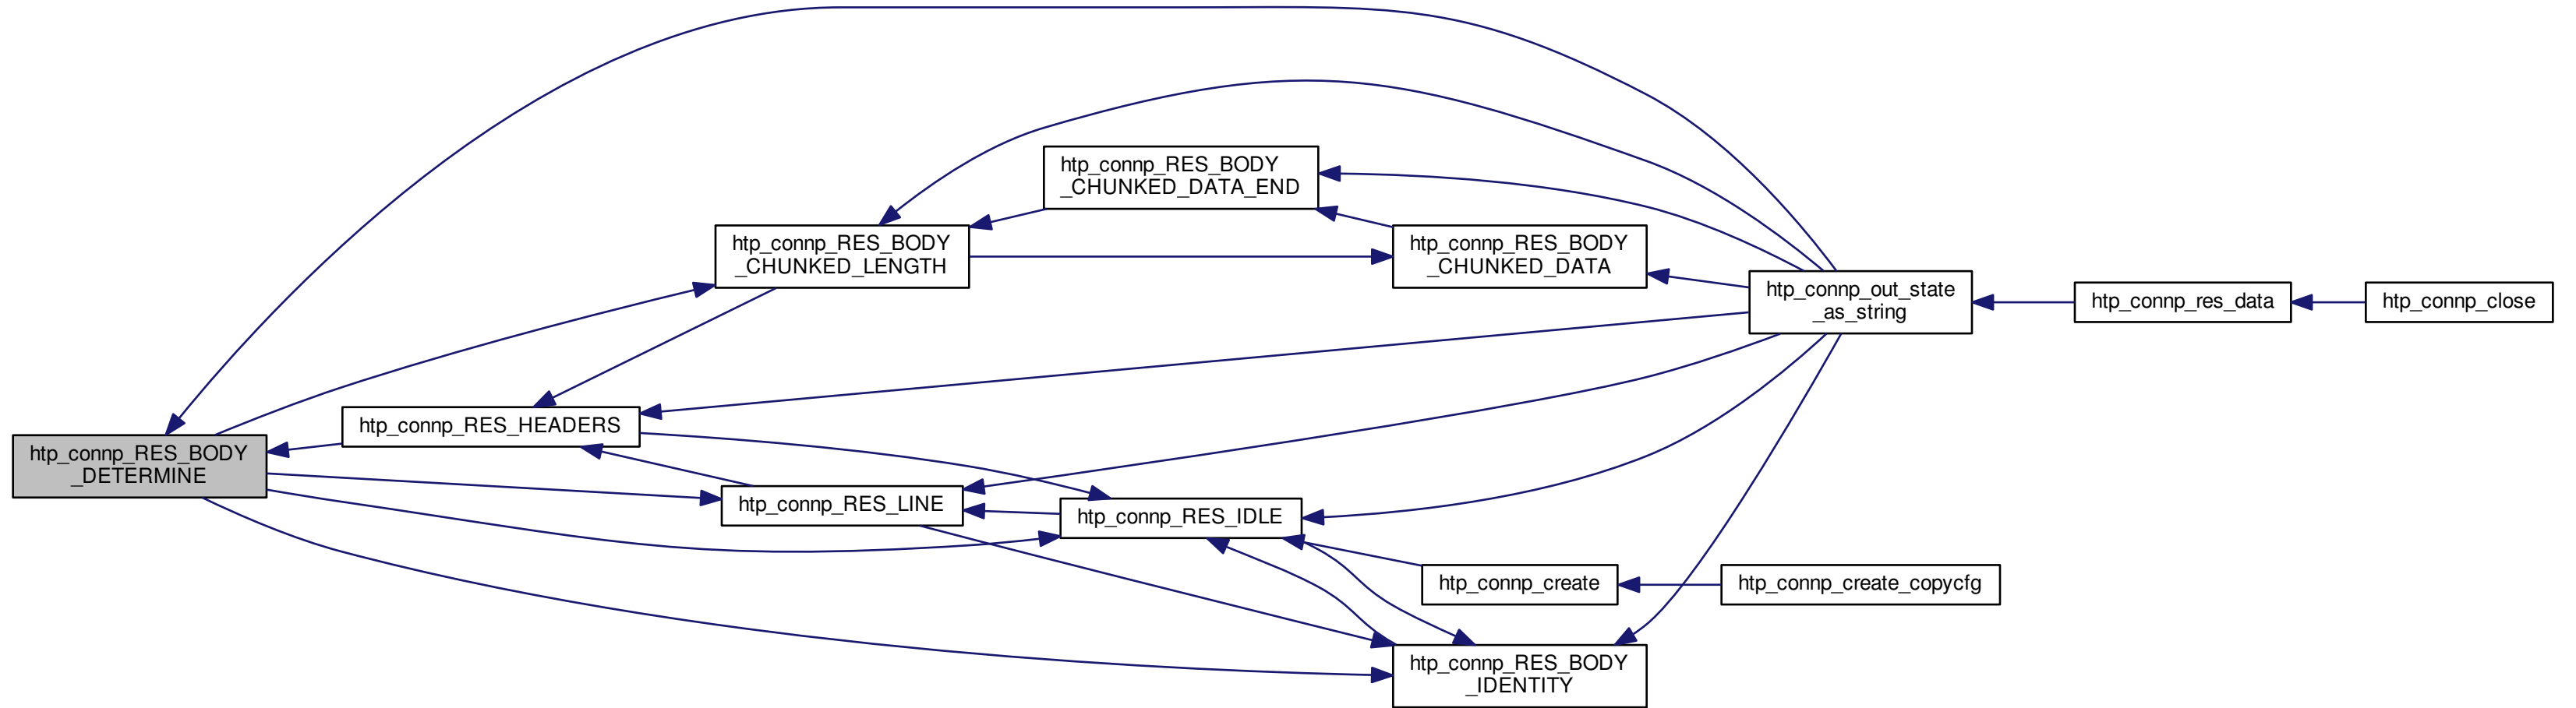 htp_connp_RES_BODY
_CHUNKED_DATA_END
htp_connp_RES_BODY
_CHUNKED_LENGTH
htp_connp_RES_BODY
_CHUNKED_DATA
htp_connp_out_state
_as_string
htp_connp_res_data
htp_connp_close
htp_connp_RES_HEADERS
htp_connp_RES_BODY
_DETERMINE
htp_connp_RES_LINE
htp_connp_RES_IDLE
htp_connp_create
htp_connp_create_copycfg
htp_connp_RES_BODY
_IDENTITY